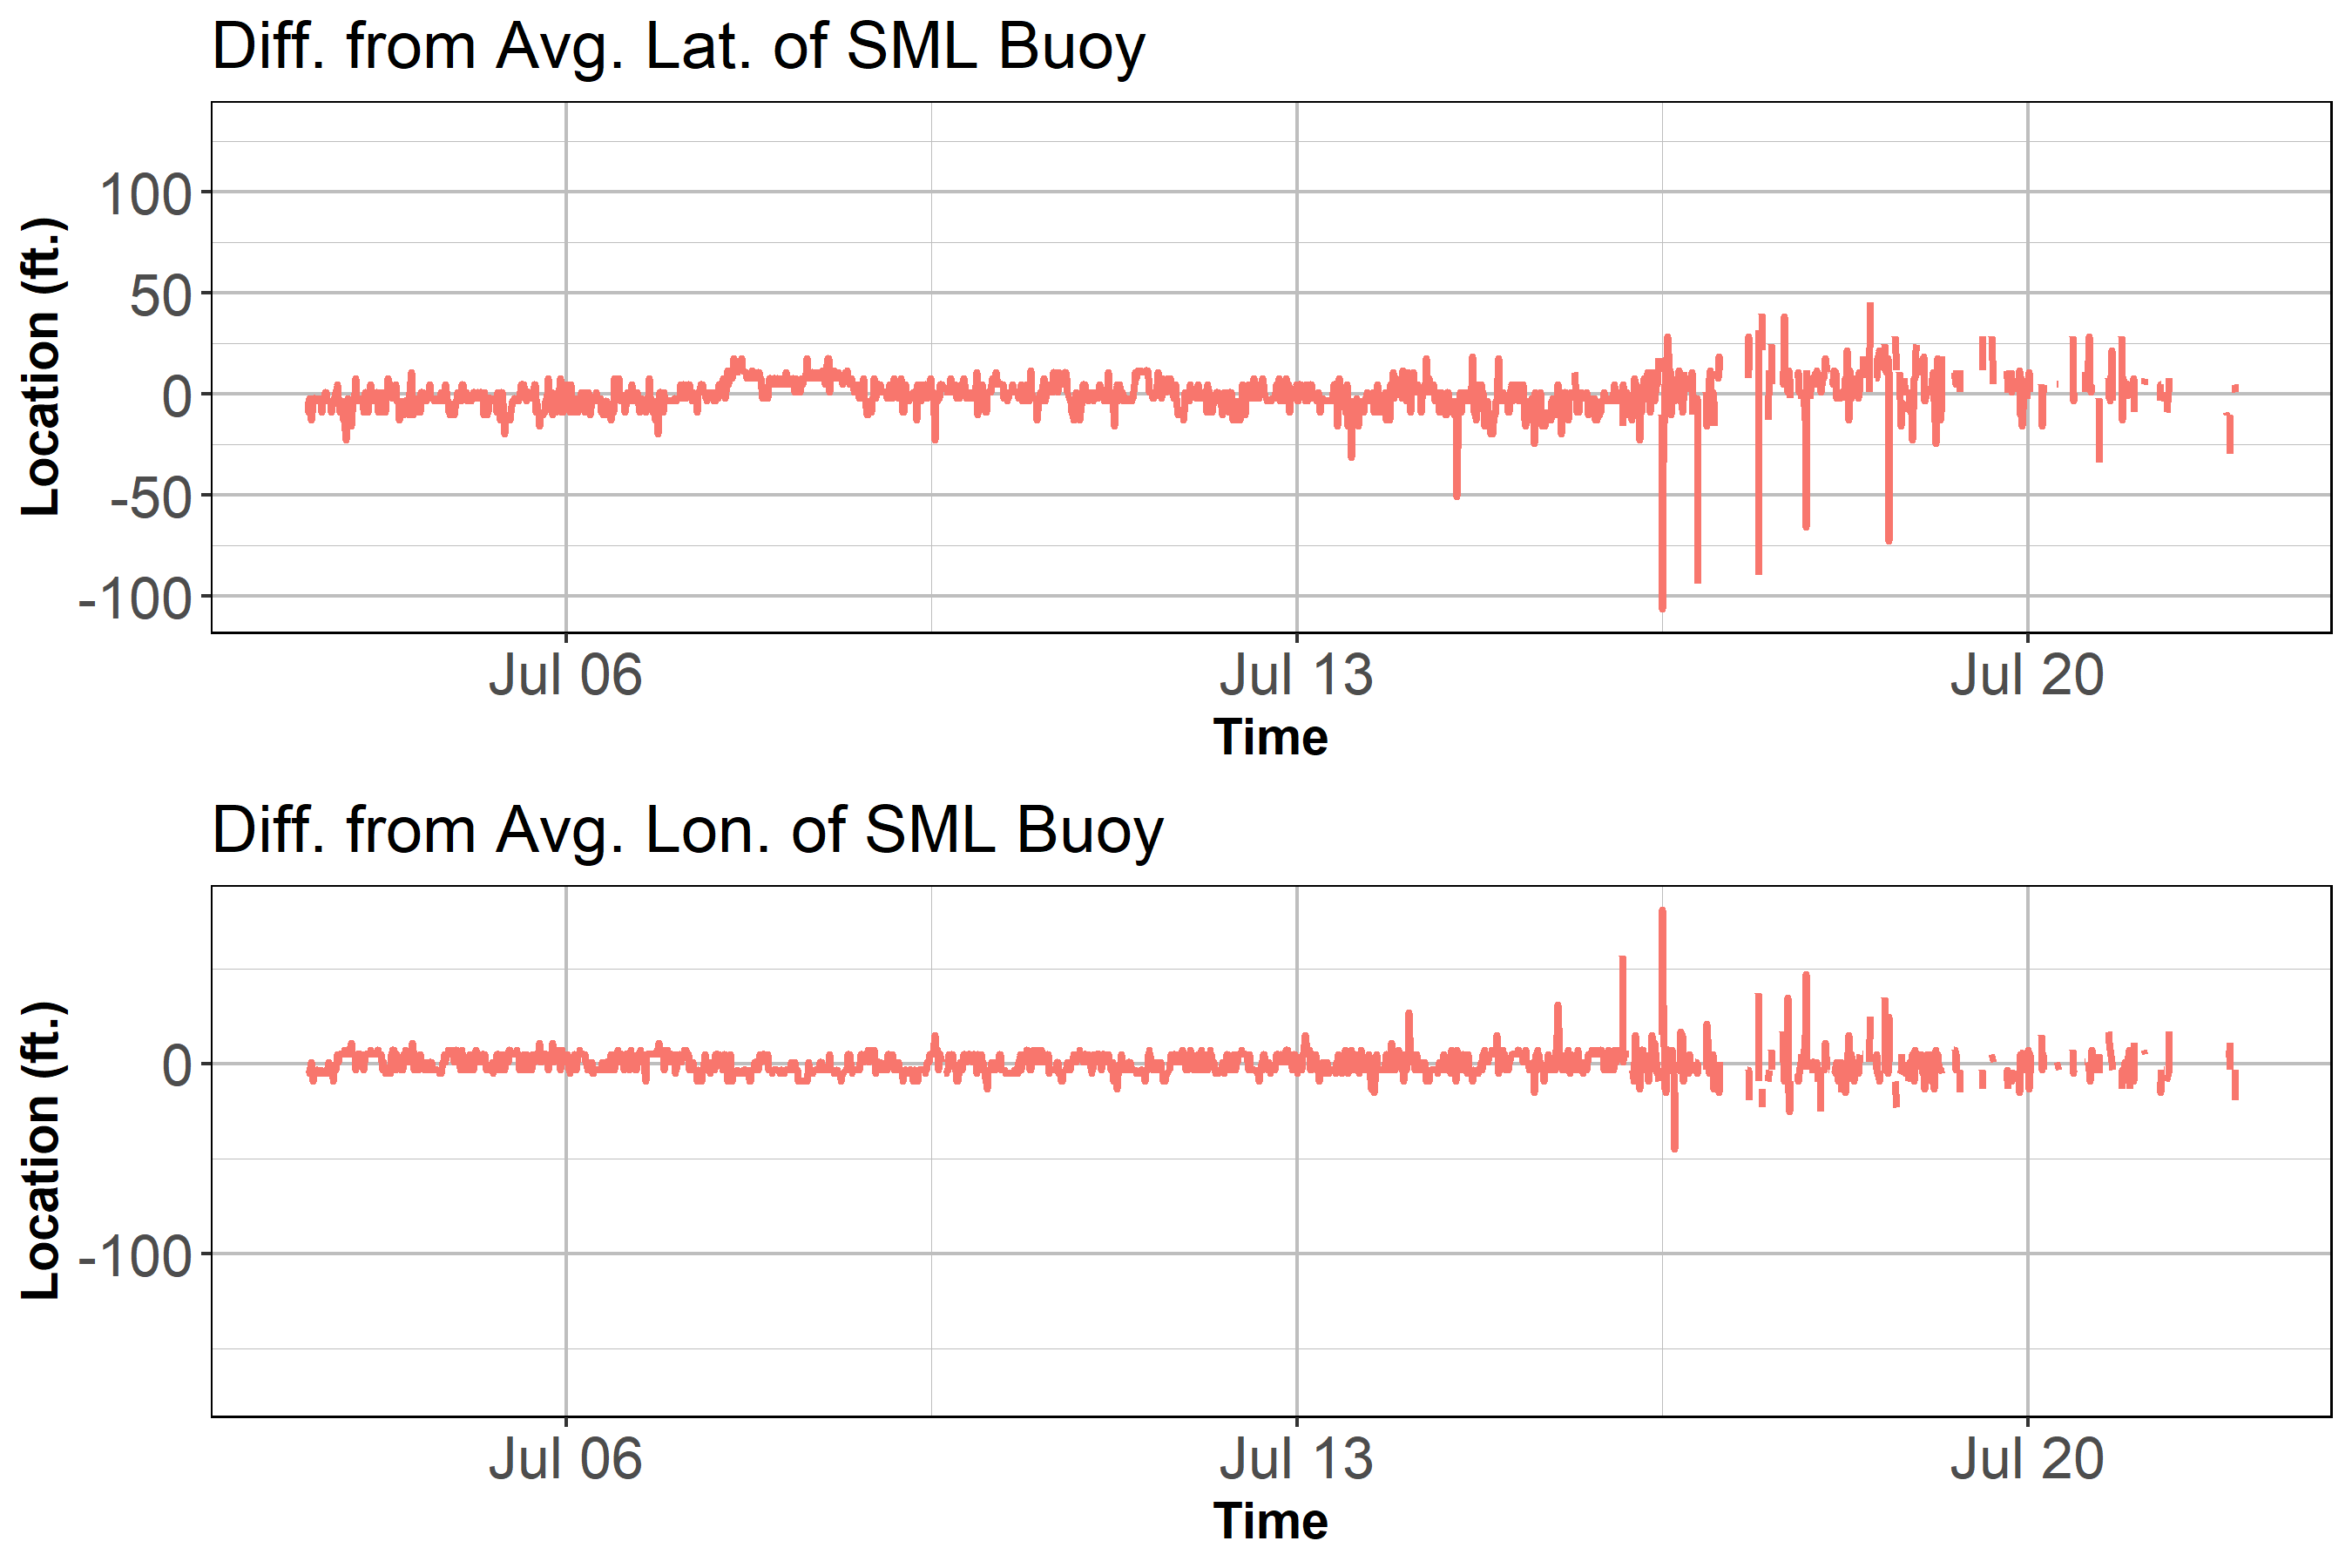 Diff. from Avg. Lat. of SML Buoy
Location (ft.)
100
50
0
-50
-100
Jul 06 Jul 13 Jul 20
Time
Diff. from Avg. Lon. of SML Buoy
Location (ft.)
0
-100
Jul 06 Jul 13 Jul 20
Time